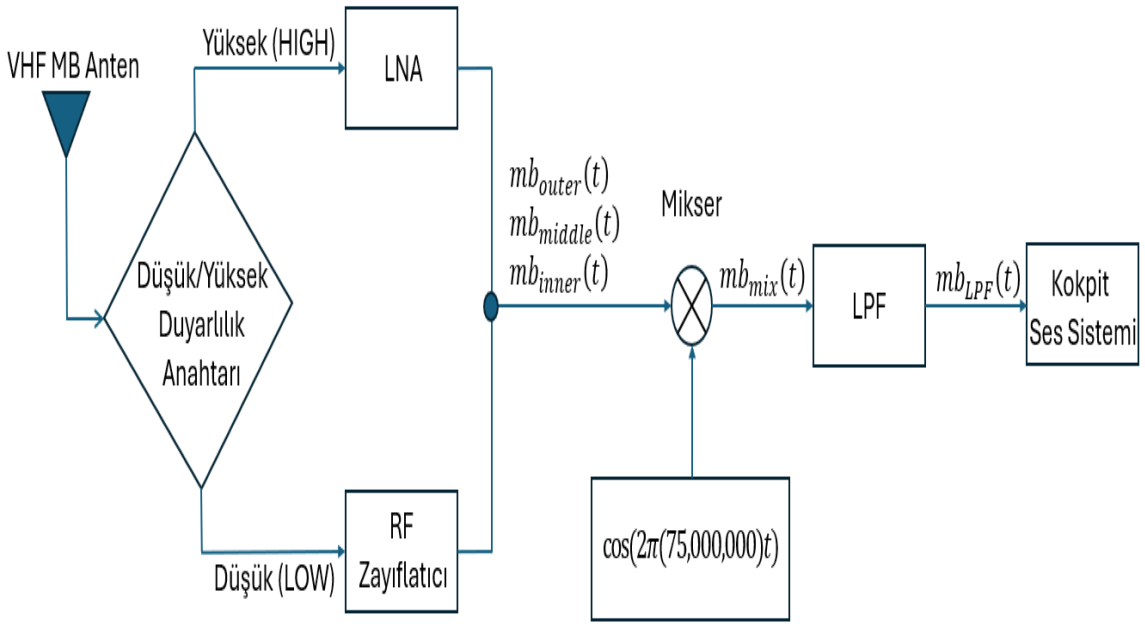 VHF MB Anten
Yüksek (HIGH)
LNA
Düşük/Yüksek
Duyarlılık
Anahtarı
Düşük (LOW)
RF
Zayıflatıcı
mb_outer(t)
mb_middle(t)
mb_inner(t)
Mikser
mb_mix(t)
LPF
mb_LPF(t)
Kokpit
Ses Sistemi
cos(2π(75,000,000)t)